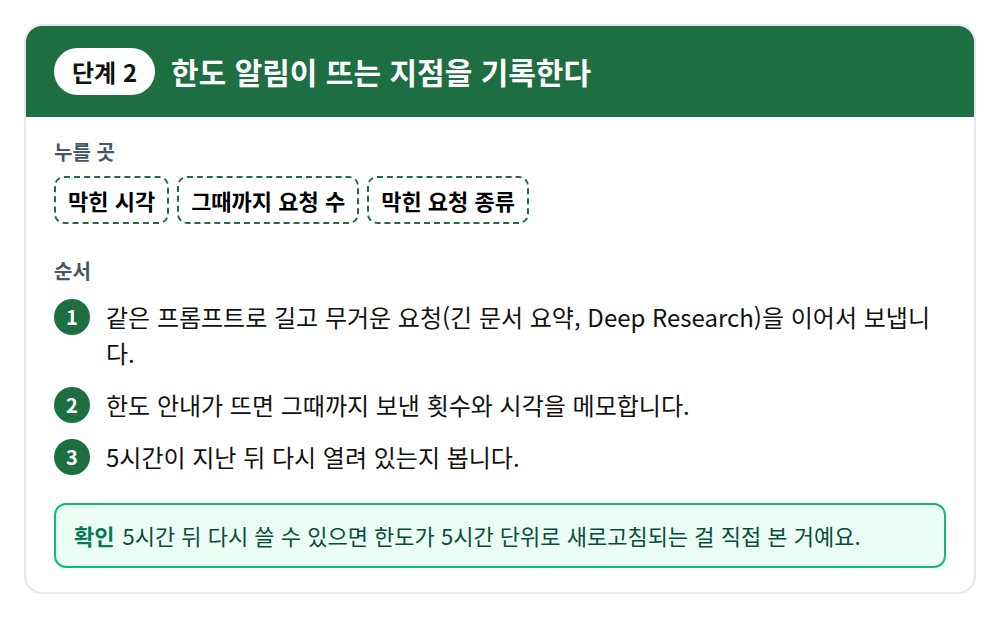 단계 2 한도 알림이 뜨는 지점을 기록한다
누를 곳
막힌 시각 그때까지 요청 수 막힌 요청 종류
순서
1 같은 프롬프트로 길고 무거운 요청(긴 문서 요약, Deep Research)을 이어서 보냅니
다.
2 한도 안내가 뜨면 그때까지 보낸 횟수와 시각을 메모합니다.
3 5시간이 지난 뒤 다시 열려 있는지 봅니다.
확인 5시간 뒤 다시 쓸 수 있으면 한도가 5시간 단위로 새로고침되는 걸 직접 본 거예요.